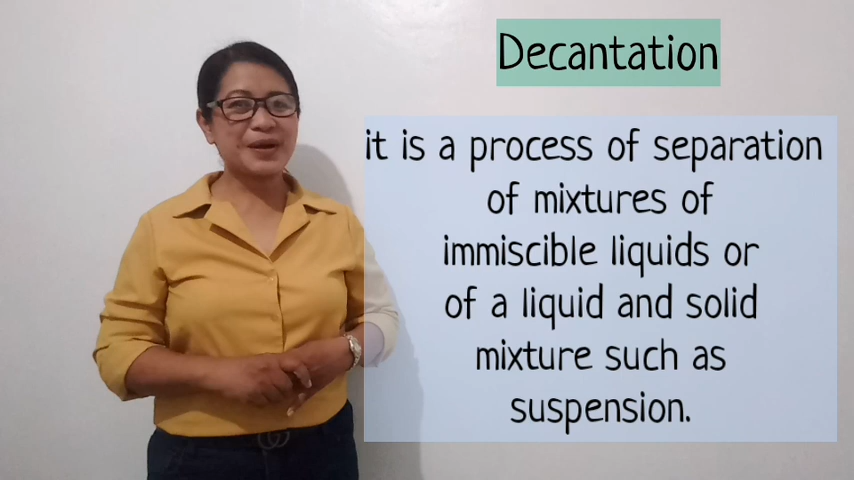 Decantation
it is a process of separation
of mixtures of
immiscible liquids or
of a liquid and solid
mixture such as
suspension.